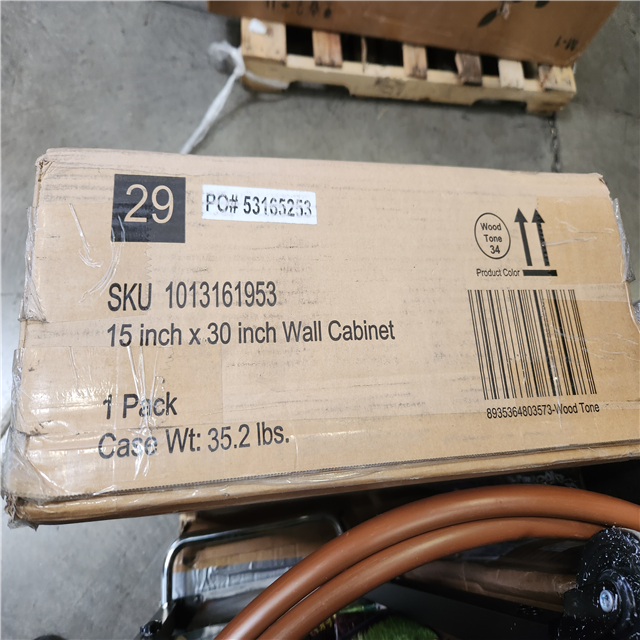 29
PO# 53165253
Wood
Tone
34
Product Color
SKU 1013161953
15 inch x 30 inch Wall Cabinet
1 Pack
Case Wt: 35.2 lbs.
8935364803573-Wood Tone